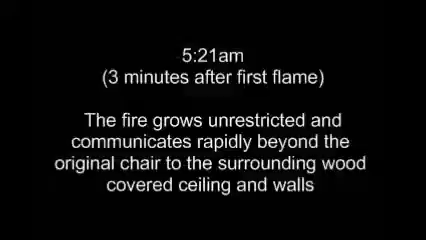 5:21am
(3 minutes after first flame)
The fire grows unrestricted and
communicates rapidly beyond the
original chair to the surrounding wood
covered ceiling and walls